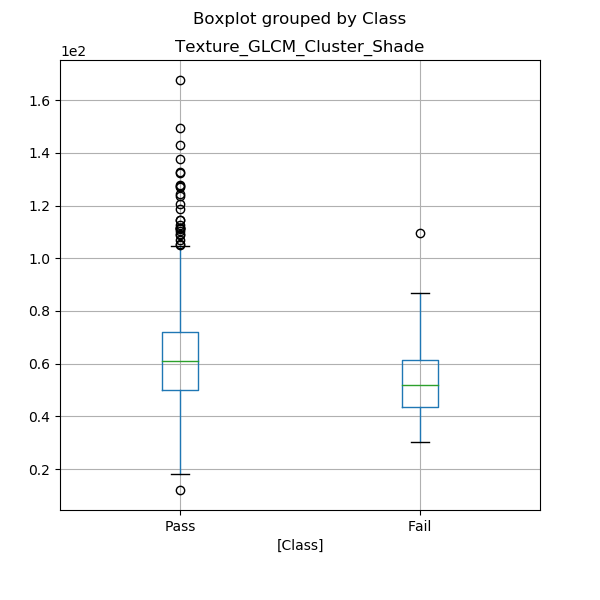 Boxplot grouped by Class
Texture_GLCM_Cluster_Shade
1e2
1.6
1.4
1.2
1.0
0.8
0.6
0.4
0.2
Pass Fail
[Class]